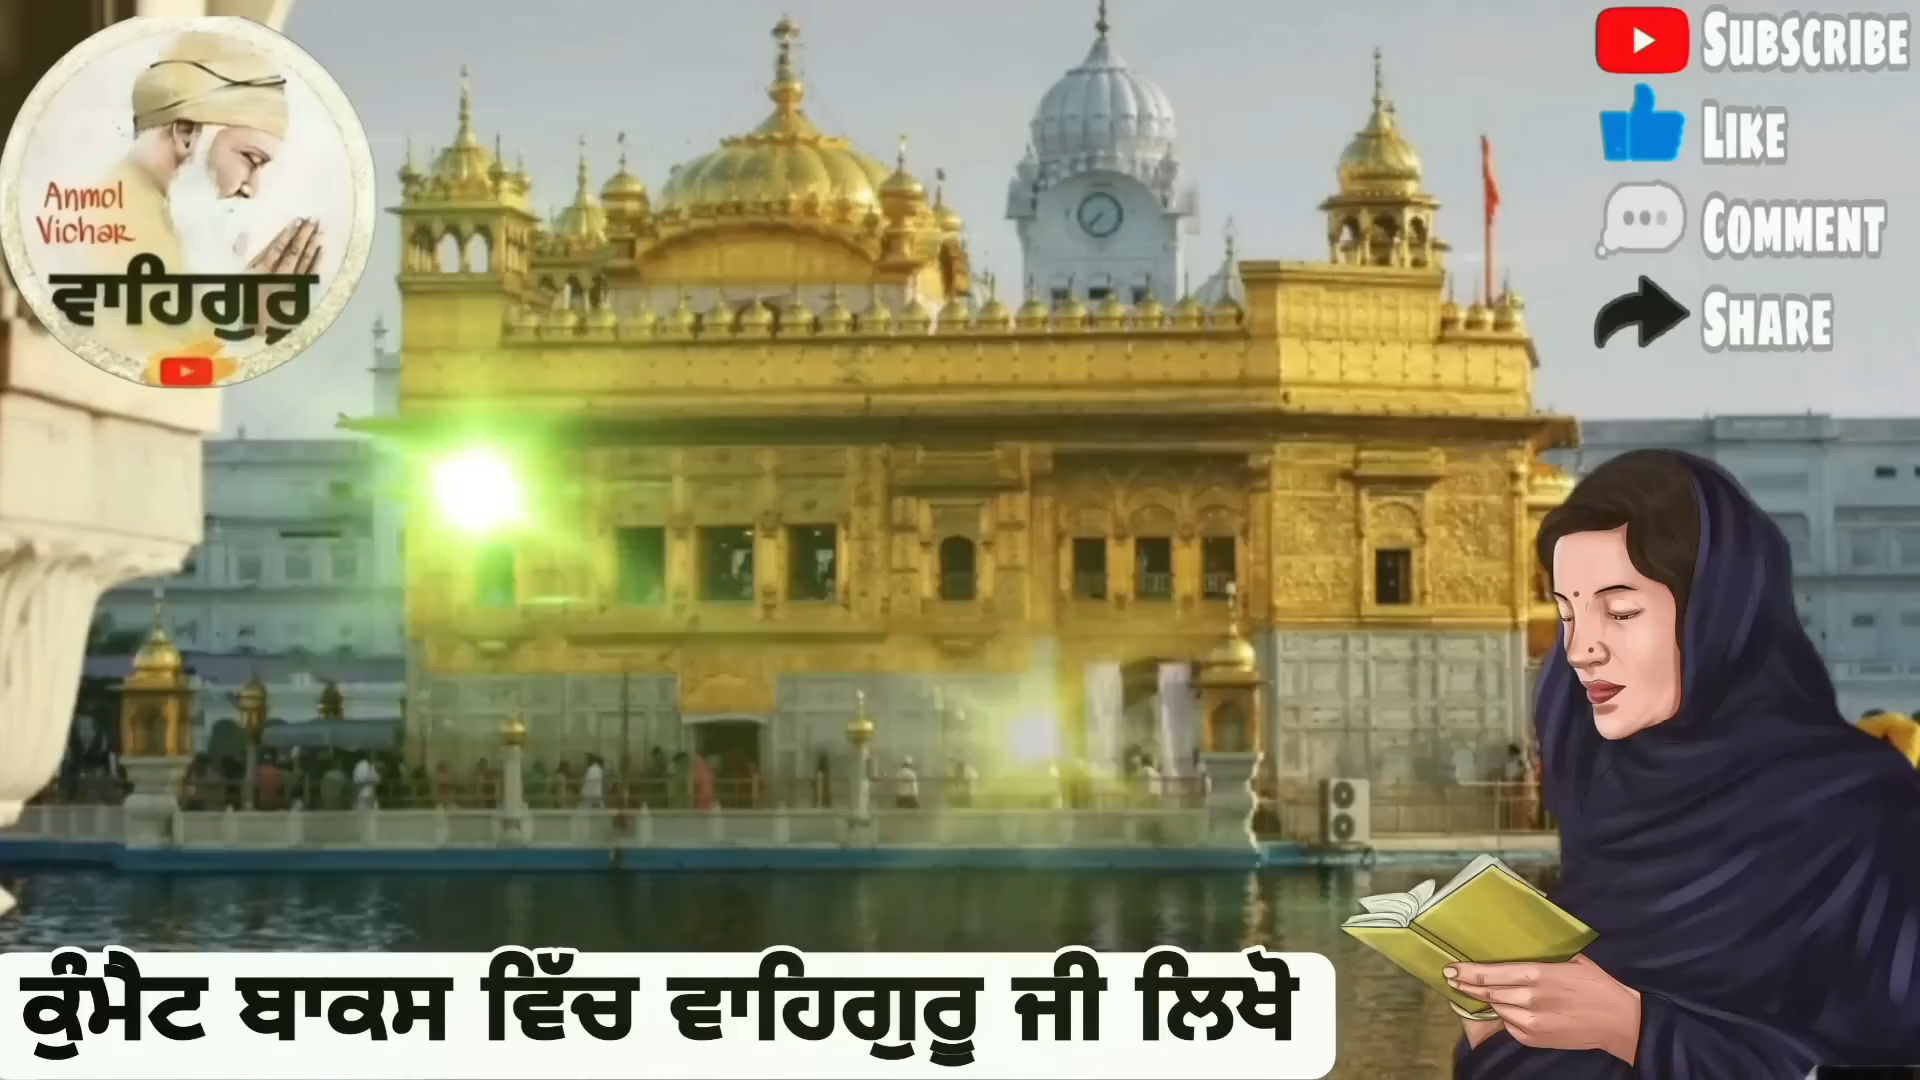 Anmol
Vichar
ਵਾਹਿਗੁਰੂ
SUBSCRIBE
LIKE
COMMENT
SHARE
ਕੁੰਮੈਟ ਬਾਕਸ ਵਿੱਚ ਵਾਹਿਗੁਰੂ ਜੀ ਲਿਖੋ